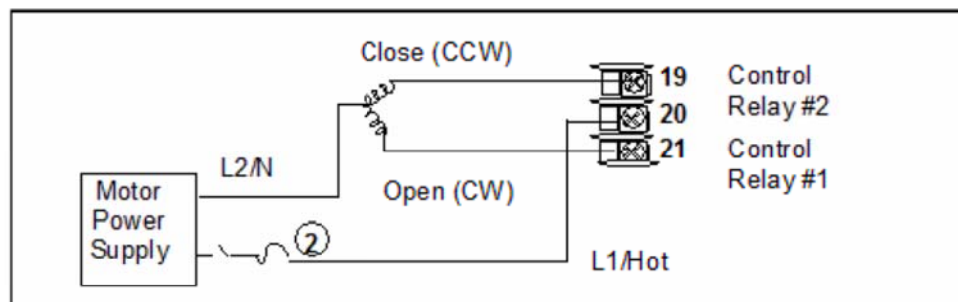 Close (CCW)
19
Control
Relay #2
20
21
Control
Relay #1
L2/N
Open (CW)
Motor
Power
Supply
2
L1/Hot